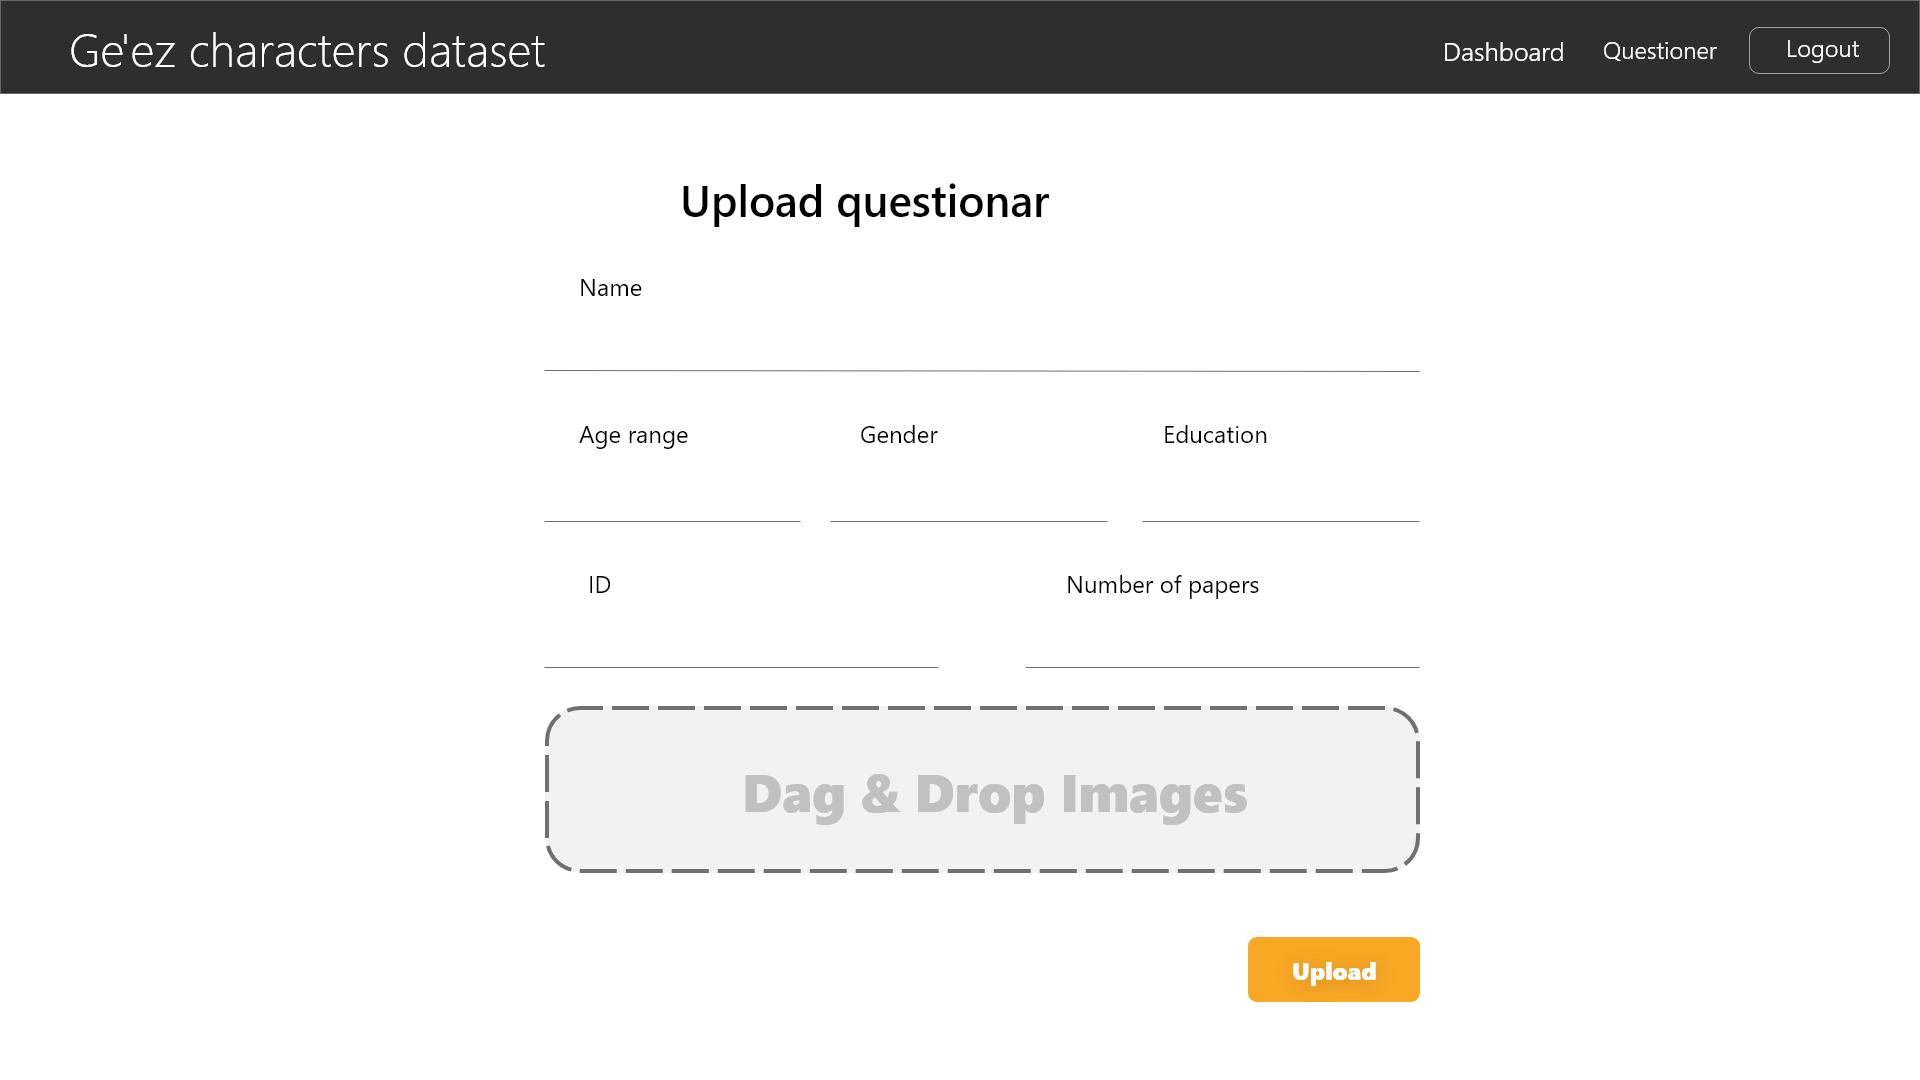 Ge'ez characters dataset
Dashboard Questioner Logout
Upload questionar
Name
Age range Gender Education
ID Number of papers
Dag & Drop Images
Upload